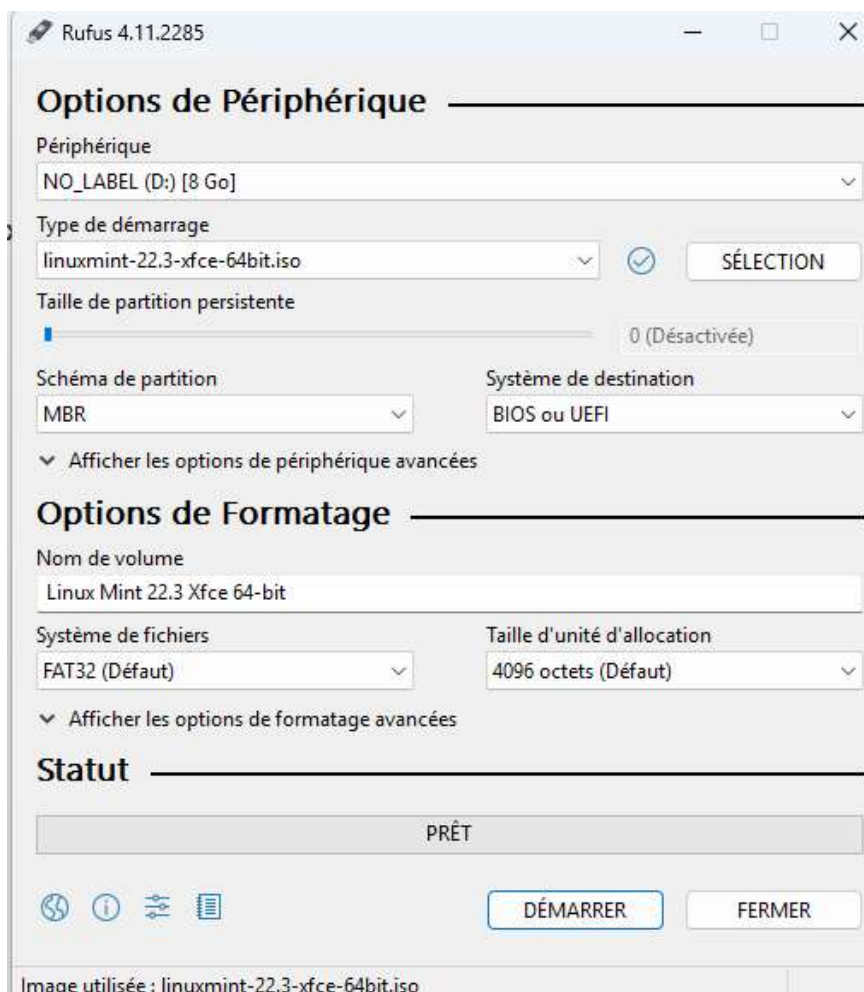 Rufus 4.11.2285
Options de Périphérique
Périphérique
NO_LABEL (D:) [8 Go]
Type de démarrage
linuxmint-22.3-xfce-64bit.iso
SÉLECTION
Taille de partition persistente
0 (Désactivée)
Schéma de partition
Système de destination
MBR
BIOS ou UEFI
Afficher les options de périphérique avancées
Options de Formatage
Nom de volume
Linux Mint 22.3 Xfce 64-bit
Système de fichiers
Taille d'unité d'allocation
FAT32 (Défaut)
4096 octets (Défaut)
Afficher les options de formatage avancées
Statut
PRÊT
DÉMARRER
FERMER
Image utilisée : linuxmint-22.3-xfce-64bit.iso